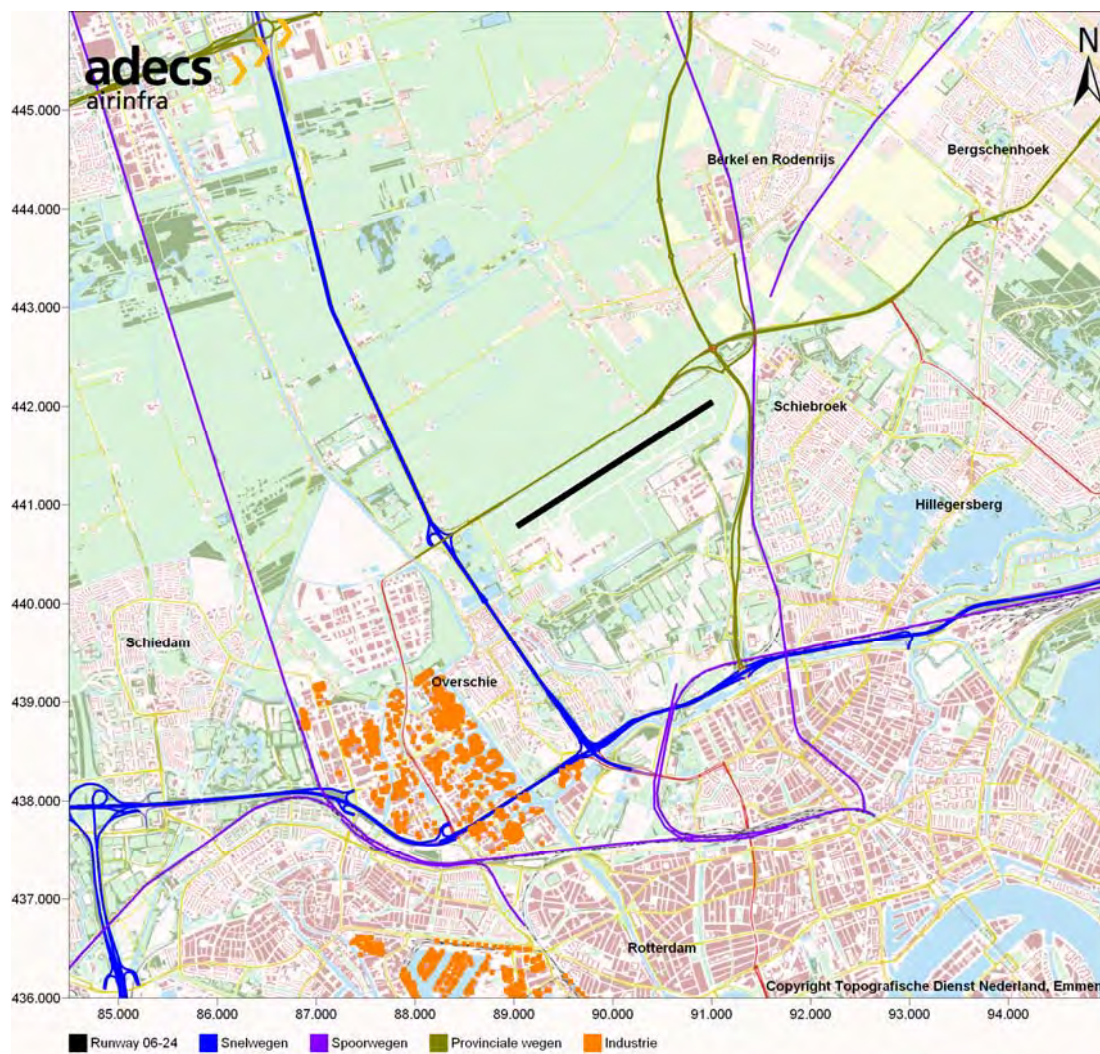 adecs
airinfra
N
445.000
Berkel en Rodenrijs
Bergschenhoek
444.000
443.000
442.000
Schiebroek
441.000
Hillegersberg
440.000
Schiedam
439.000
Overschie
438.000
437.000
Rotterdam
436.000
Copyright Topografische Dienst Nederland, Emmen
85.000 86.000 87.000 88.000 89.000 90.000 91.000 92.000 93.000 94.000
Runway 06-24 Snelwegen Spoorwegen Provinciale wegen Industrie